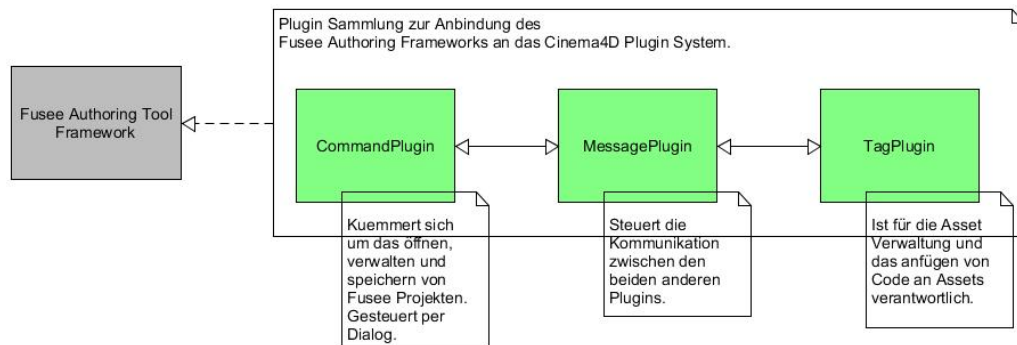 Plugin Sammlung zur Anbindung des
Fusee Authoring Frameworks an das Cinema4D Plugin System.
Fusee Authoring Tool
Framework
CommandPlugin
MessagePlugin
TagPlugin
Kuemmert sich
um das öffnen,
verwalten und
speichern von
Fusee Projekten.
Gesteuert per
Dialog.
Steuert die
Kommunikation
zwischen den
beiden anderen
Plugins.
Ist für die Asset
Verwaltung und
das anfügen von
Code an Assets
verantwortlich.